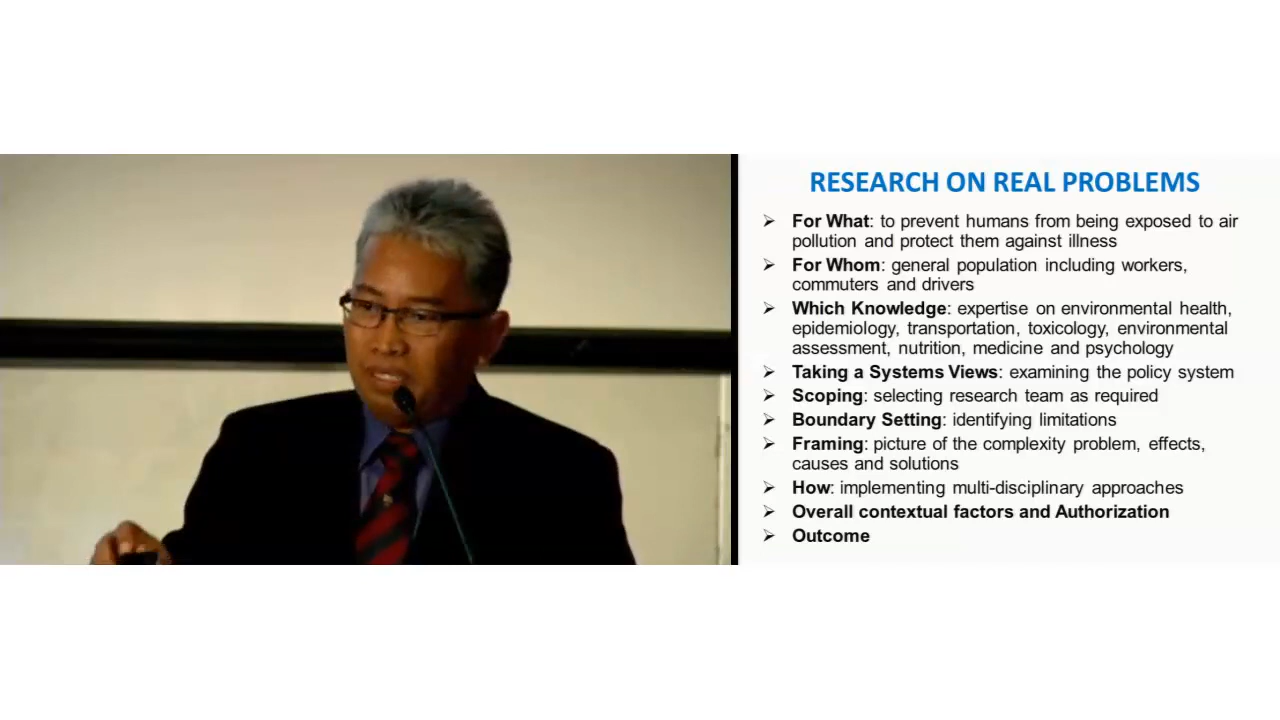 RESEARCH ON REAL PROBLEMS
➢ For What: to prevent humans from being exposed to air
pollution and protect them against illness
➢ For Whom: general population including workers,
commuters and drivers
➢ Which Knowledge: expertise on environmental health,
epidemiology, transportation, toxicology, environmental
assessment, nutrition, medicine and psychology
➢ Taking a Systems Views: examining the policy system
➢ Scoping: selecting research team as required
➢ Boundary Setting: identifying limitations
➢ Framing: picture of the complexity problem, effects,
causes and solutions
➢ How: implementing multi-disciplinary approaches
➢ Overall contextual factors and Authorization
➢ Outcome